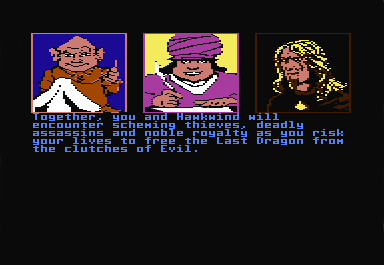 Together, you and Hawkwind will
encounter scheming thieves, deadly
assassins and noble royalty as you risk
your lives to free the Last Dragon from
the clutches of Evil.